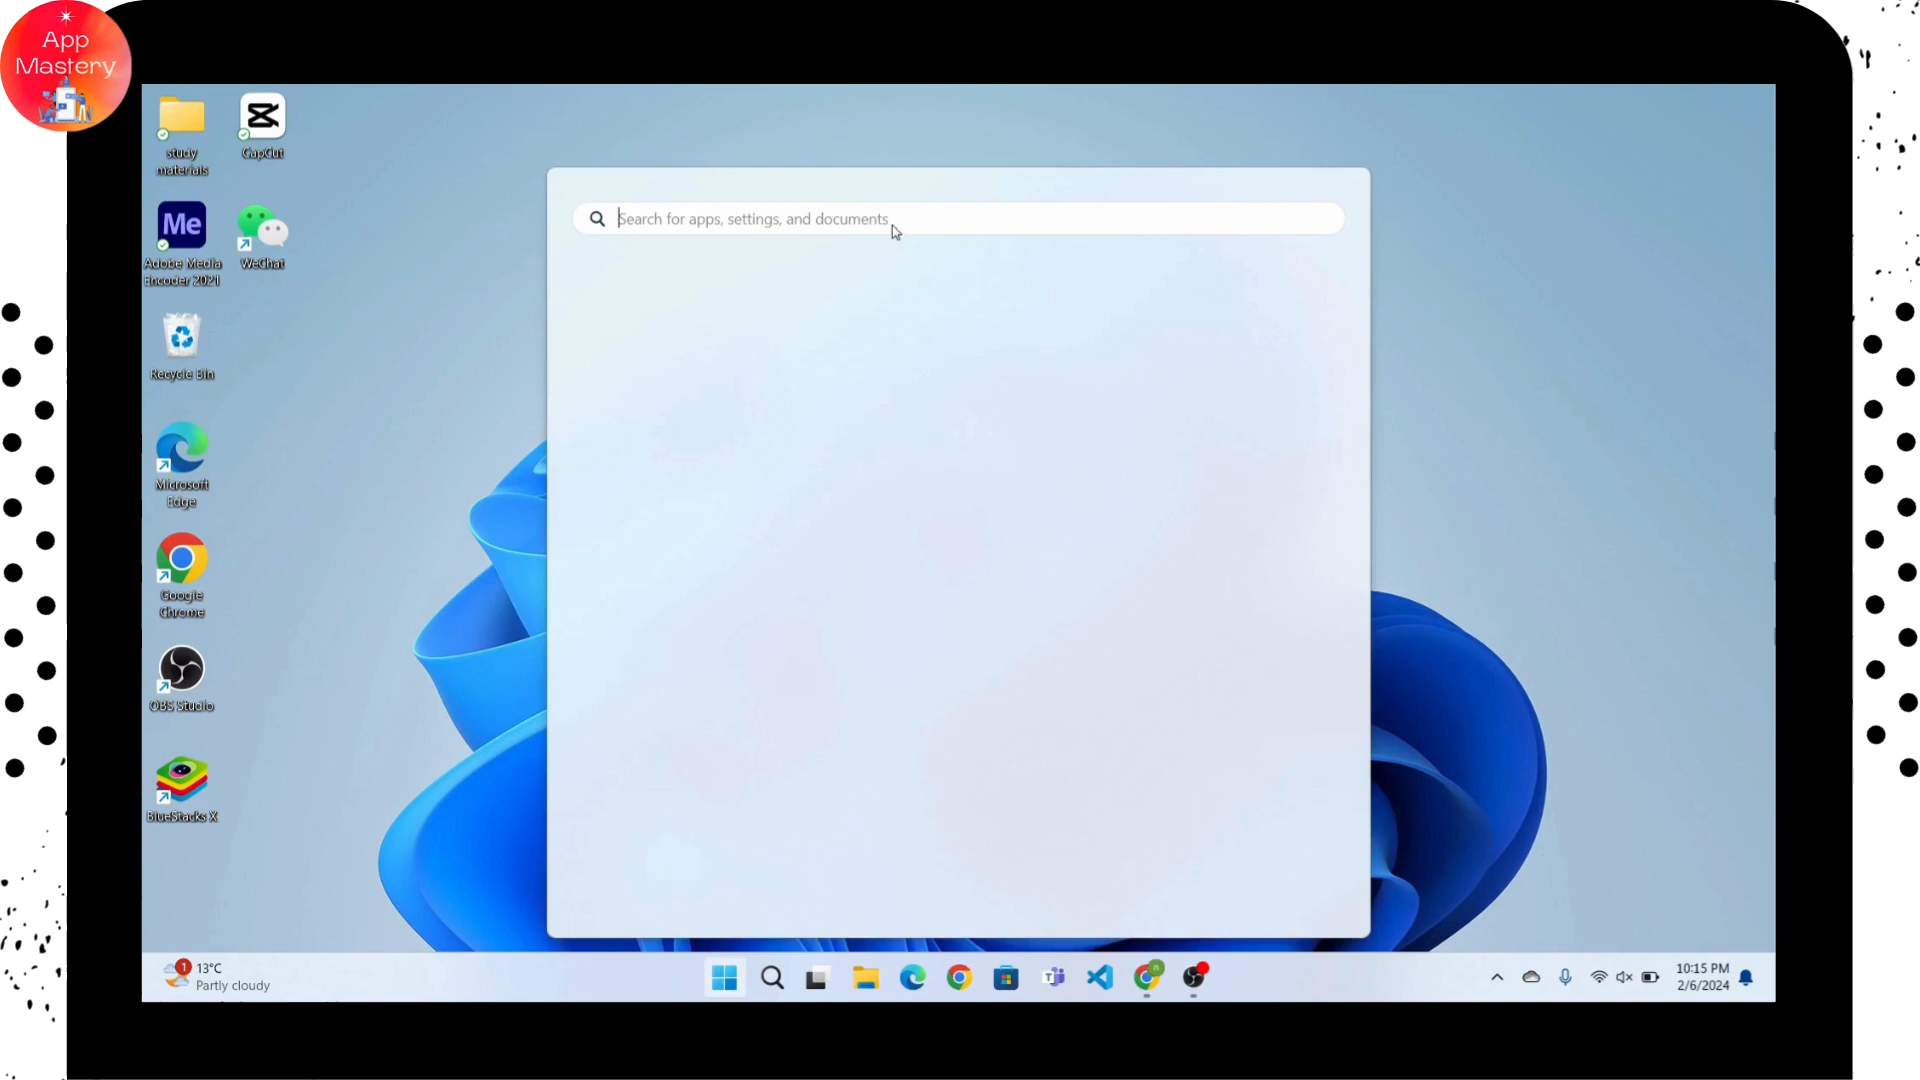 App
Mastery
study
materials
CapCut
Me
Adobe Media
Encoder 2021
WeChat
Recycle Bin
Microsoft
Edge
Google
Chrome
OBS Studio
BlueStacks X
Search for apps, settings, and documents
1
13°C
Partly cloudy
T
n
10:15 PM
2/6/2024